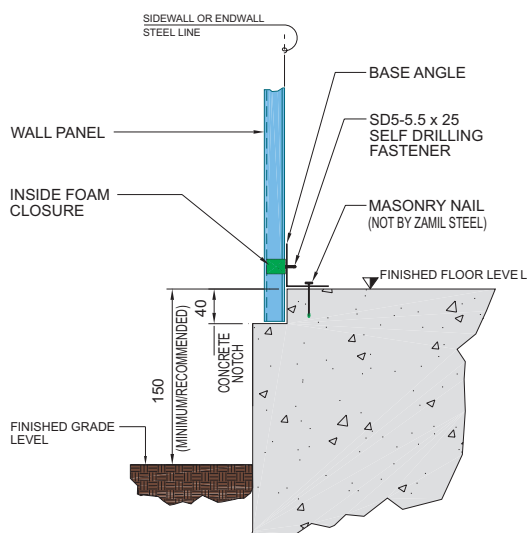 SIDEWALL OR ENDWALL
STEEL LINE
BASE ANGLE
WALL PANEL
SD5-5.5 x 25
SELF DRILLING
FASTENER
INSIDE FOAM
CLOSURE
MASONRY NAIL
(NOT BY ZAMIL STEEL)
FINISHED FLOOR LEVEL
40
150
(MINIMUM/RECOMMENDED)
CONCRETE
NOTCH
FINISHED GRADE
LEVEL